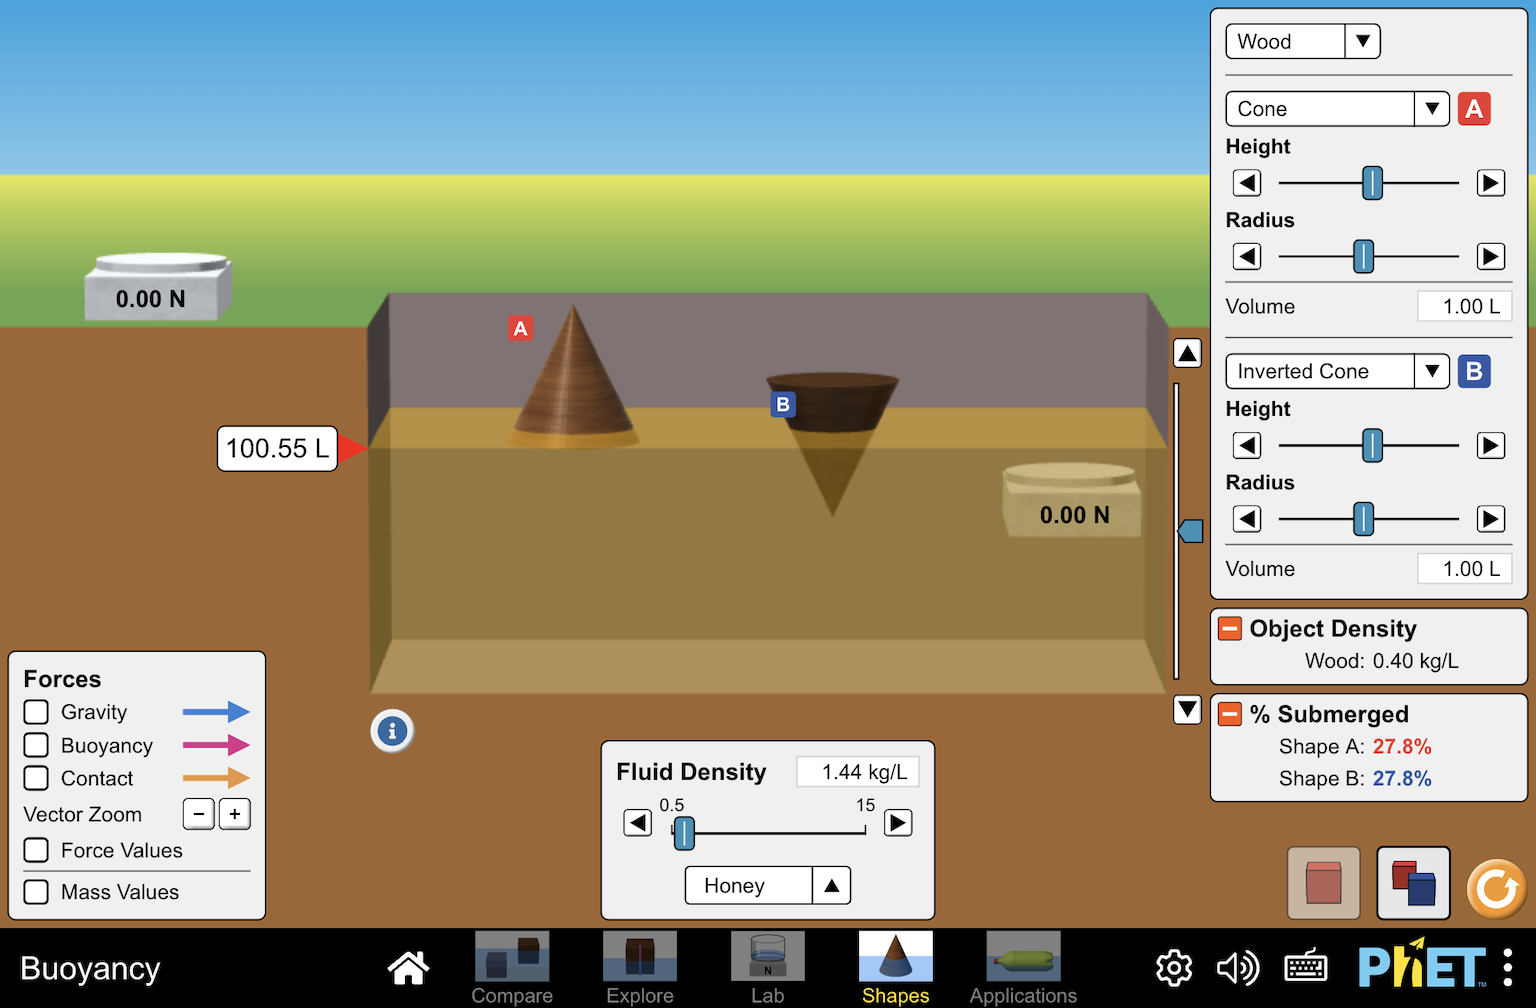 Wood
Cone
A
Height
Radius
Volume
1.00 L
Inverted Cone
B
Height
Radius
Volume
1.00 L
Object Density
Wood: 0.40 kg/L
% Submerged
Shape A: 27.8%
Shape B: 27.8%
0.00 N
A
B
100.55 L
0.00 N
Forces
Gravity
Buoyancy
Contact
Vector Zoom
Force Values
Mass Values
Fluid Density
1.44 kg/L
0.5
15
Honey
Buoyancy
Compare
Explore
N
Lab
Shapes
Applications
PhET